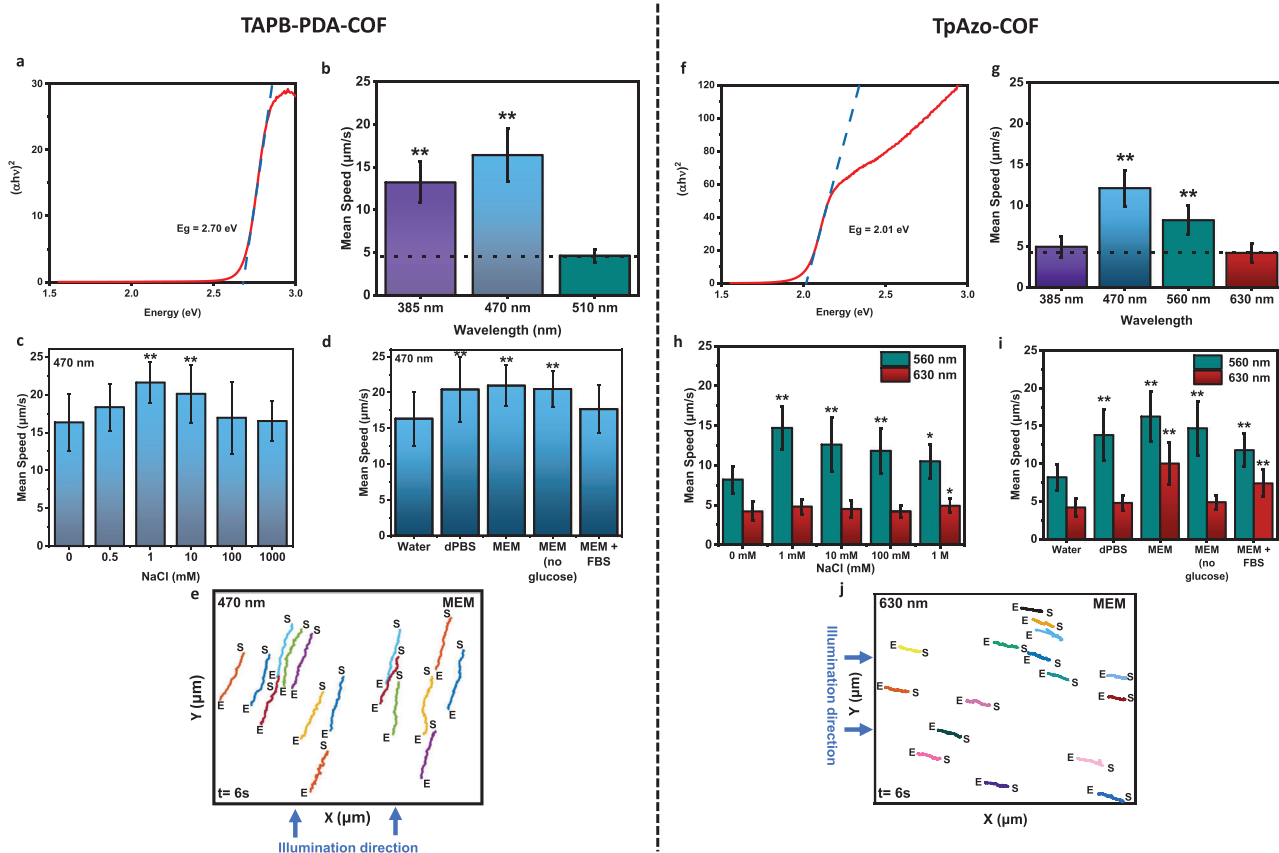 TAPB-PDA-COF
TpAzo-COF
a
(αhν)²
30
20
10
0
1.5 2.0 2.5 3.0
Eg = 2.70 eV
Energy (eV)
b
Mean Speed (µm/s)
25
20
15
10
5
0
** **
385 nm 470 nm 510 nm
Wavelength (nm)
f
(αhν)²
120
100
80
60
40
20
0
1.5 2.0 2.5 3.0
Eg = 2.01 eV
Energy (eV)
g
Mean Speed (µm/s)
25
20
15
10
5
0
** **
385 nm 470 nm 560 nm 630 nm
Wavelength
c
470 nm
Mean Speed (µm/s)
25
20
15
10
5
0
** **
0 0.5 1 10 100 1000
NaCl (mM)
d
470 nm
Mean Speed (µm/s)
25
20
15
10
5
0
** ** **
Water dPBS MEM MEM MEM +
(no FBS
glucose)
h
560 nm
630 nm
Mean Speed (µm/s)
25
20
15
10
5
0
** ** ** * *
0 mM 1 mM 10 mM 100 mM 1 M
NaCl (mM)
i
560 nm
630 nm
Mean Speed (µm/s)
25
20
15
10
5
0
** ** ** ** ** **
Water dPBS MEM MEM MEM +
(no FBS
glucose)
e
470 nm MEM
Y (µm)
S S S S S S S S
E E E S S S S E S
E E E E E E
E S E S
E E
t= 6s
X (µm)
Illumination direction
j
630 nm MEM
Illumination direction
Y (µm)
E S
E S
E S
E S E S
E S E S
E S E S
E S E S
E S
E S E S
E S E S
t= 6s
X (µm)